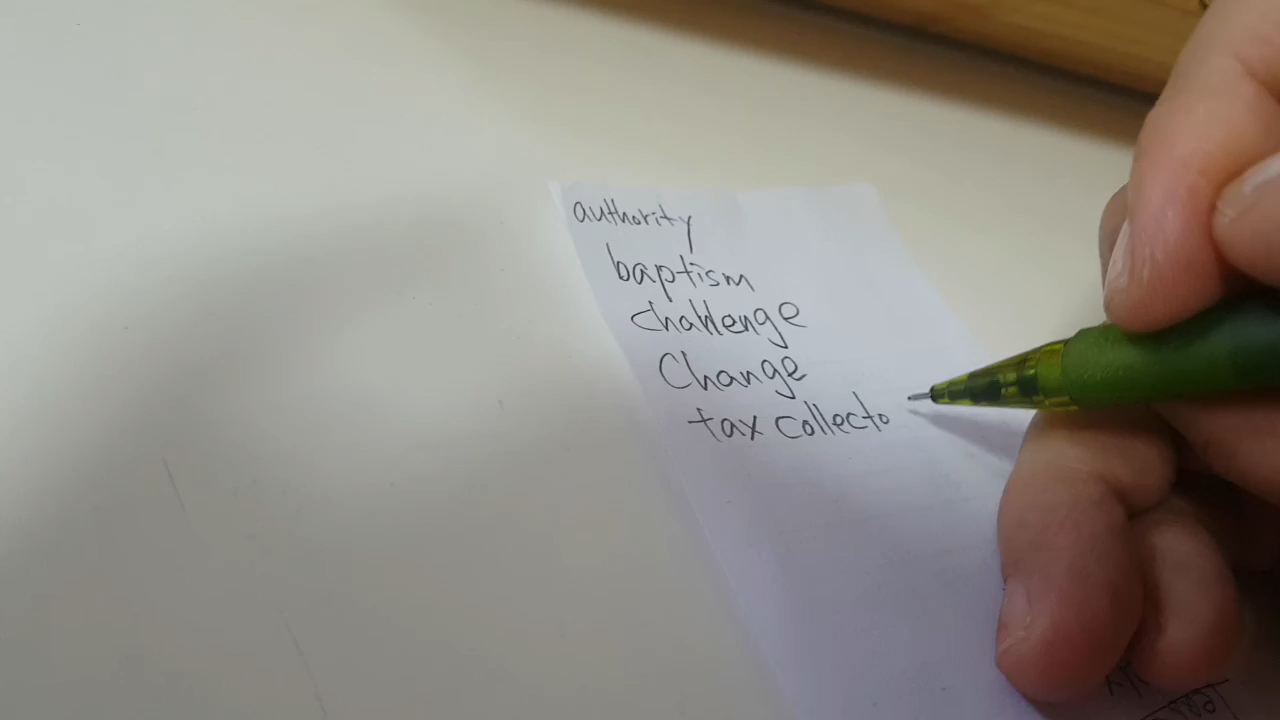 authority
baptism
challenge
Change
tax collecto